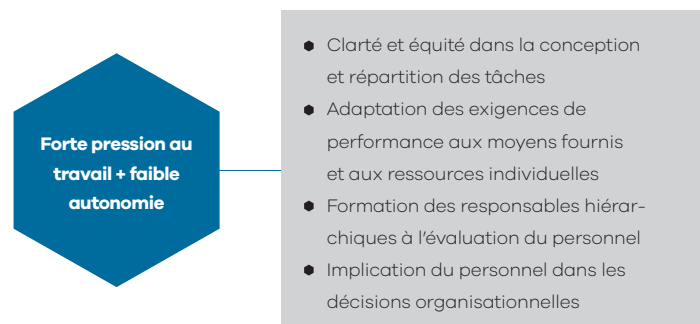 Forte pression au
travail + faible
autonomie
Clarté et équité dans la conception
et répartition des tâches
Adaptation des exigences de
performance aux moyens fournis
et aux ressources individuelles
Formation des responsables hiérar-
chiques à l'évaluation du personnel
Implication du personnel dans les
décisions organisationnelles